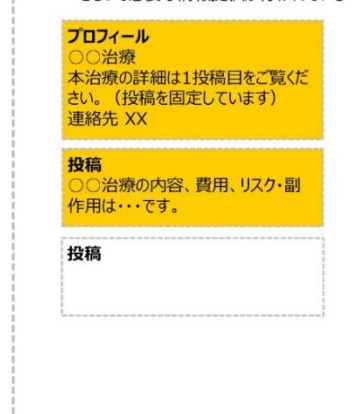 プロフィール
○○治療
本治療の詳細は1投稿目をご覧くだ
さい。（投稿を固定しています）
連絡先 XX
投稿
○○治療の内容、費用、リスク・副
作用は・・・です。
投稿